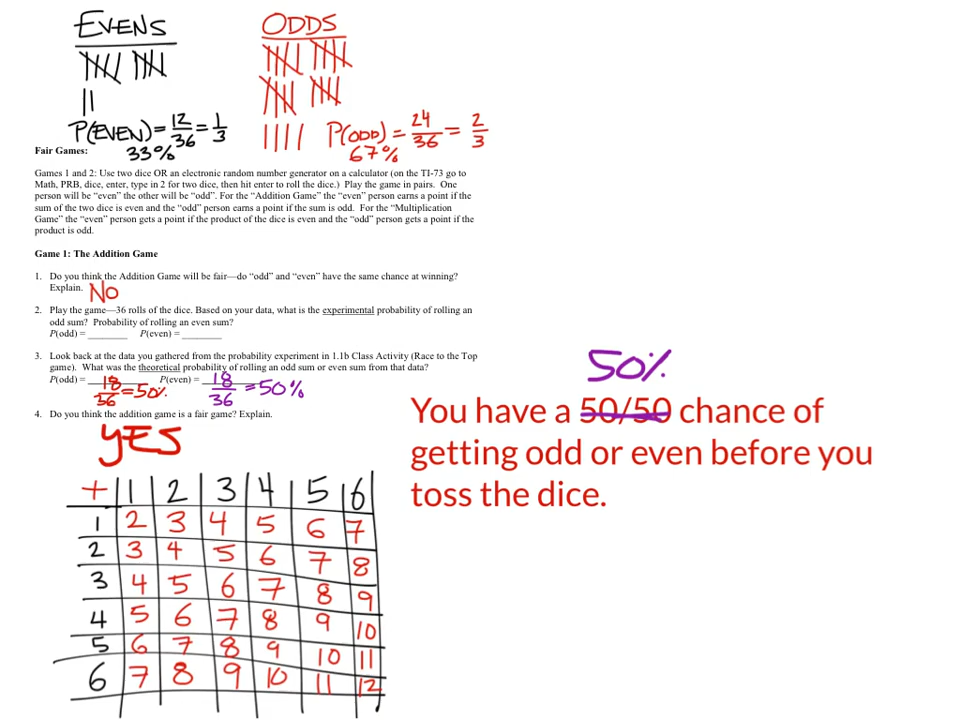 EVENS
ODDS
P(EVEN) = 12/36 = 1/3
33%
P(ODD) = 24/36 = 2/3
67%
Fair Games:
Games 1 and 2: Use two dice OR an electronic random number generator on a calculator (on the TI-73 go to
Math, PRB, dice, enter, type in 2 for two dice, then hit enter to roll the dice.) Play the game in pairs. One
person will be “even” the other will be “odd”. For the “Addition Game” the “even” person earns a point if the
sum of the two dice is even and the “odd” person earns a point if the sum is odd. For the “Multiplication
Game” the “even” person gets a point if the product of the dice is even and the “odd” person gets a point if the
product is odd.
Game 1: The Addition Game
1. Do you think the Addition Game will be fair—do “odd” and “even” have the same chance at winning?
Explain. NO
2. Play the game—36 rolls of the dice. Based on your data, what is the experimental probability of rolling an
odd sum? Probability of rolling an even sum?
P(odd) = ________ P(even) = ________
3. Look back at the data you gathered from the probability experiment in 1.1b Class Activity (Race to the Top
game). What was the theoretical probability of rolling an odd sum or even sum from that data?
P(odd) = 18/36 = 50% P(even) = 18/36 = 50%
4. Do you think the addition game is a fair game? Explain.
YES
50%
You have a 50/50 chance of
getting odd or even before you
toss the dice.
+ 1 2 3 4 5 6
1 2 3 4 5 6 7
2 3 4 5 6 7 8
3 4 5 6 7 8 9
4 5 6 7 8 9 10
5 6 7 8 9 10 11
6 7 8 9 10 11 12